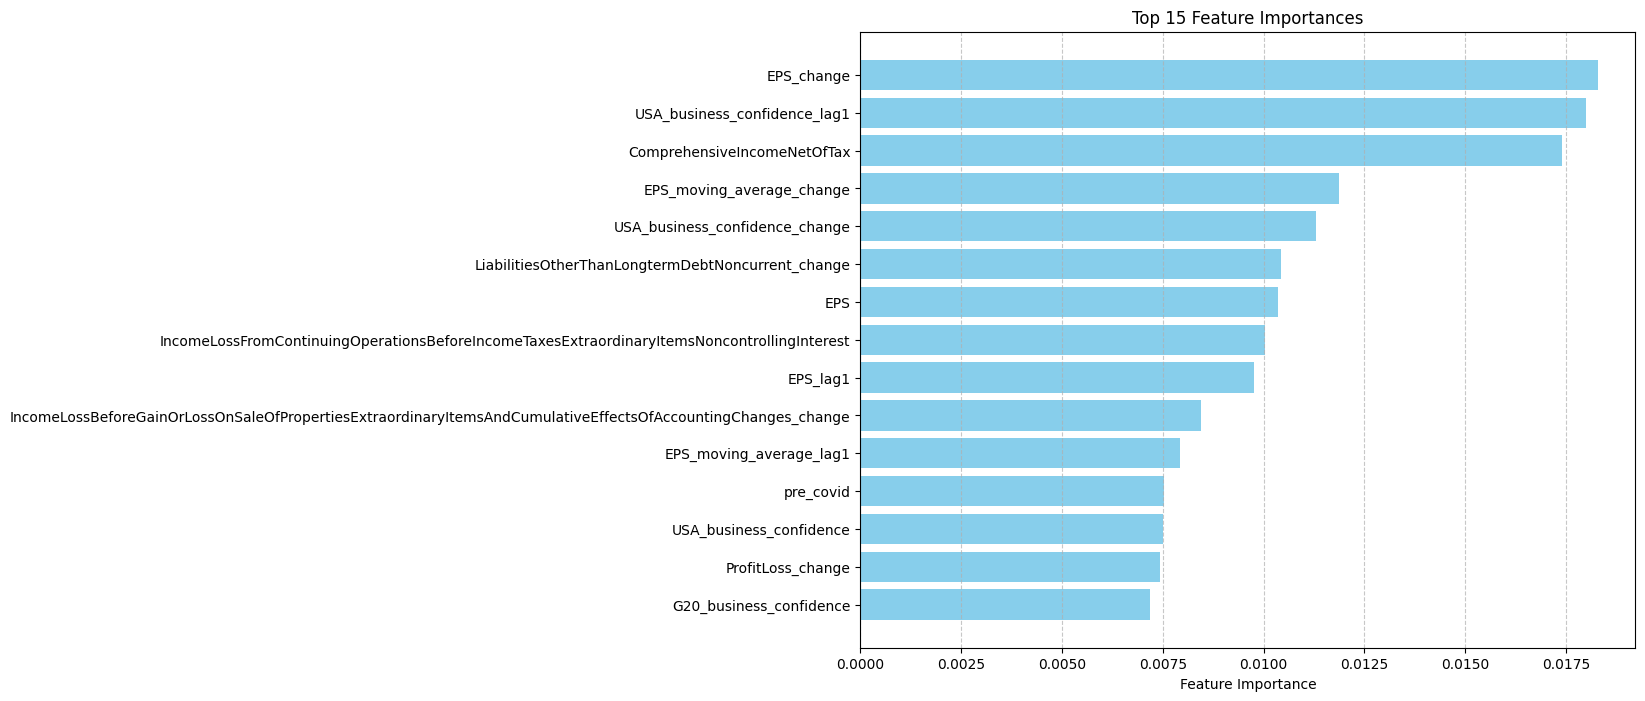 Top 15 Feature Importances
EPS_change
USA_business_confidence_lag1
ComprehensiveIncomeNetOfTax
EPS_moving_average_change
USA_business_confidence_change
LiabilitiesOtherThanLongtermDebtNoncurrent_change
EPS
IncomeLossFromContinuingOperationsBeforeIncomeTaxesExtraordinaryItemsNoncontrollingInterest
EPS_lag1
IncomeLossBeforeGainOrLossOnSaleOfPropertiesExtraordinaryItemsAndCumulativeEffectsOfAccountingChanges_change
EPS_moving_average_lag1
pre_covid
USA_business_confidence
ProfitLoss_change
G20_business_confidence
0.0000 0.0025 0.0050 0.0075 0.0100 0.0125 0.0150 0.0175
Feature Importance